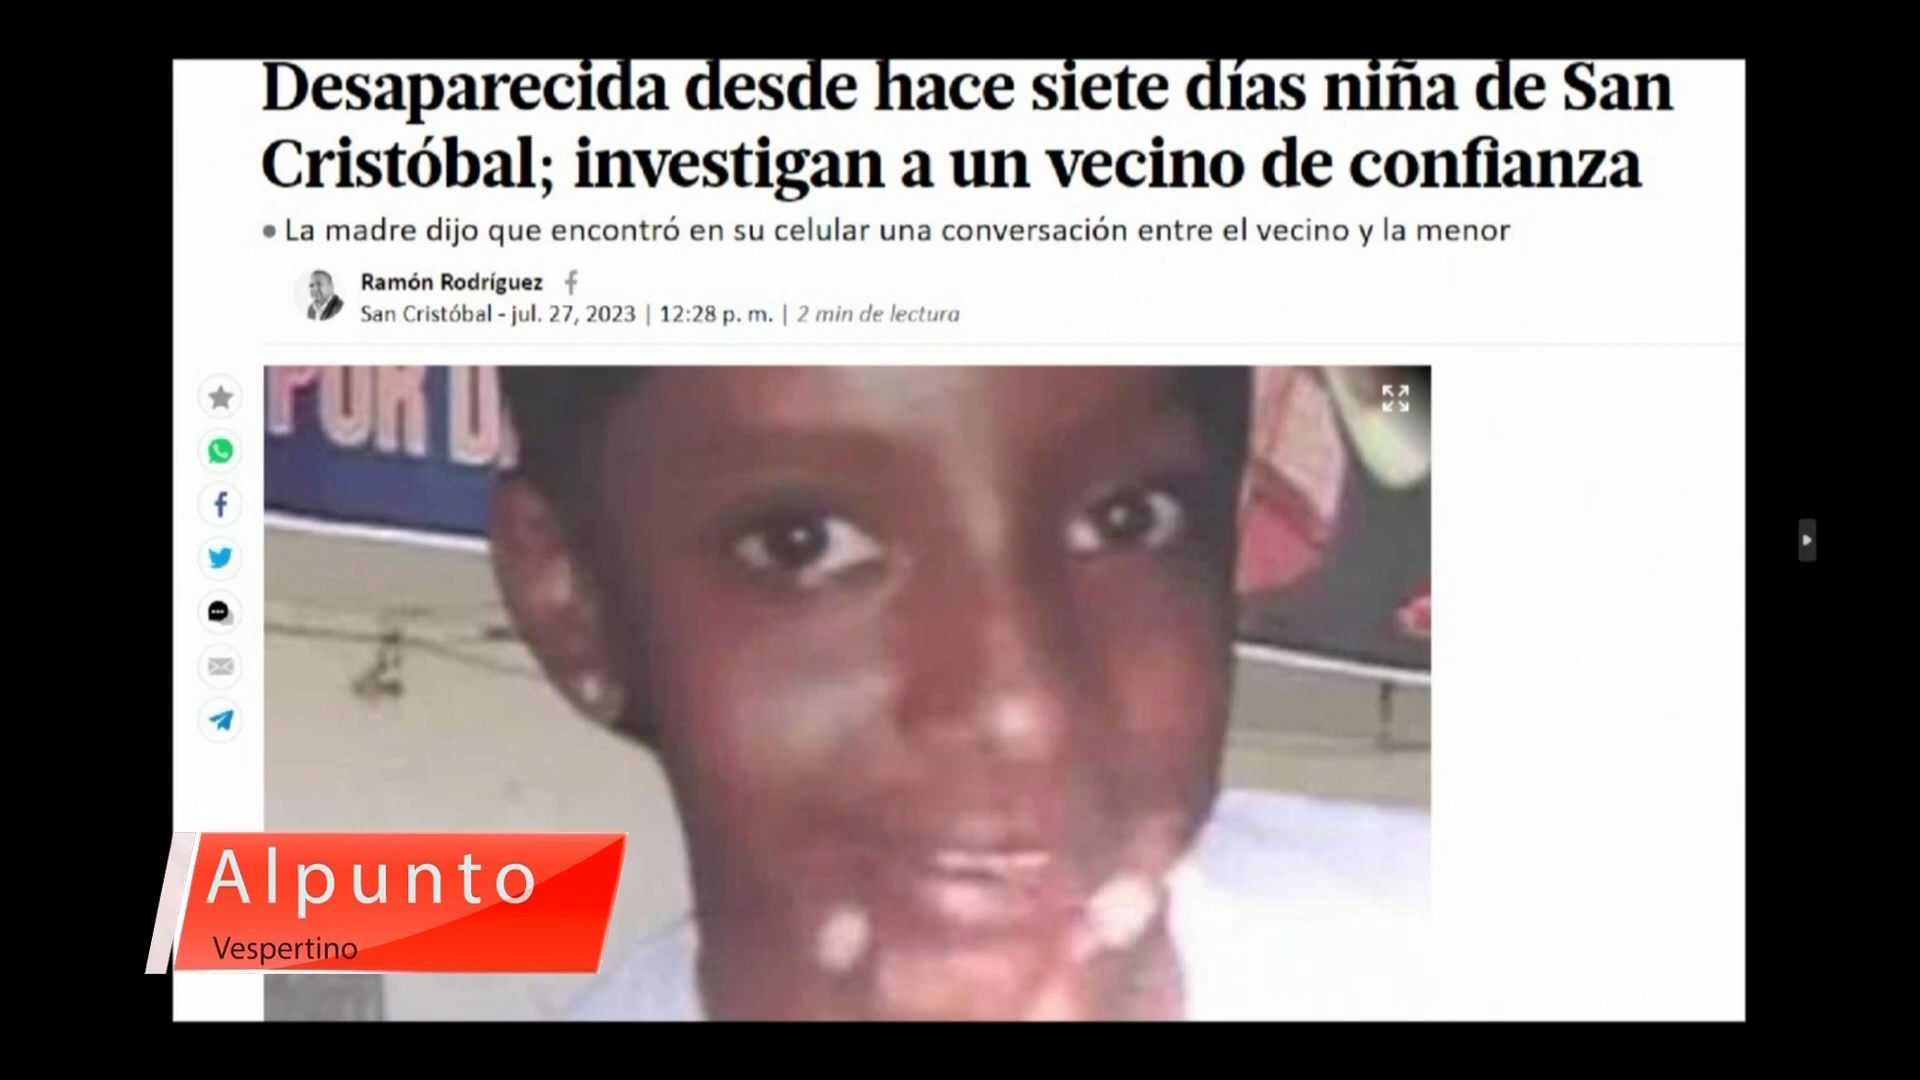 Desaparecida desde hace siete días niña de San
Cristóbal; investigan a un vecino de confianza
• La madre dijo que encontró en su celular una conversación entre el vecino y la menor
Ramón Rodríguez
San Cristóbal - jul. 27, 2023 | 12:28 p. m. | 2 min de lectura
POR D
Alpunto
Vespertino